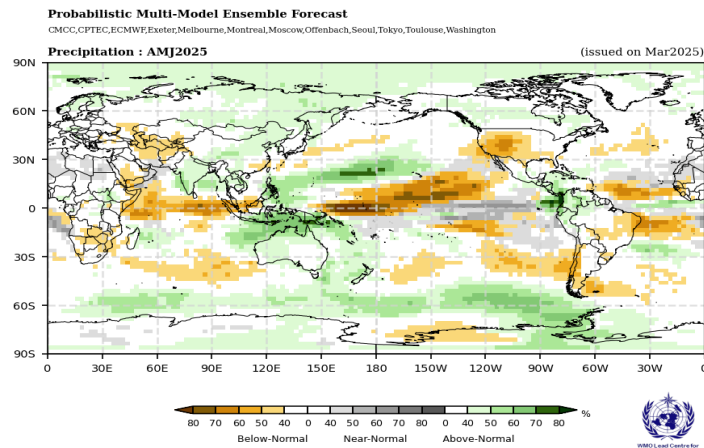 Probabilistic Multi-Model Ensemble Forecast
CMCC,CPTEC,ECMWF,Exeter,Melbourne,Montreal,Moscow,Offenbach,Seoul,Tokyo,Toulouse,Washington
Precipitation : AMJ2025 (issued on Mar2025)
90N
60N
30N
0
30S
60S
90S
0 30E 60E 90E 120E 150E 180 150W 120W 90W 60W 0
80 70 60 50 40 0 40 50 60 70 80 0 40 50 60 70 80 %
Below-Normal Near-Normal Above-Normal
WMO Lead Centre for